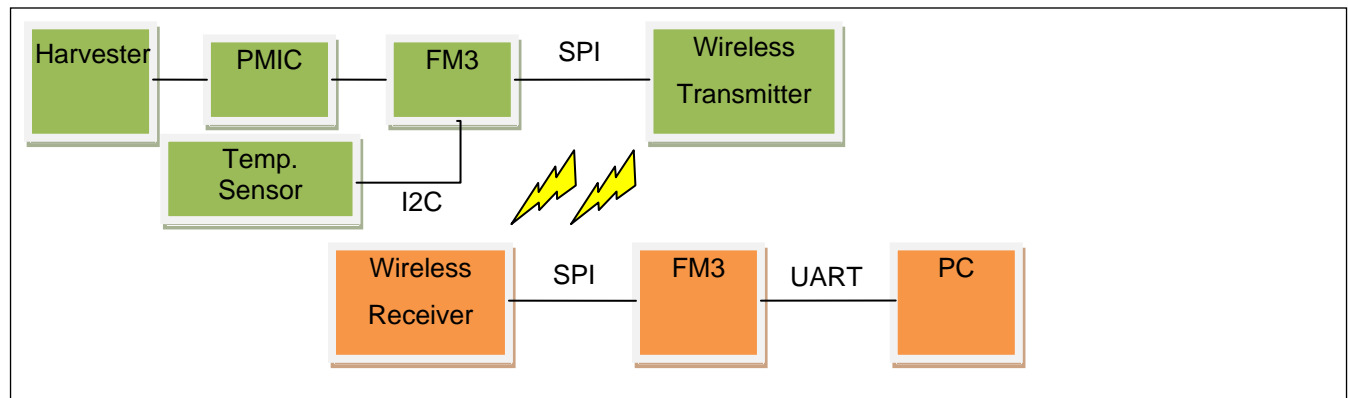 Harvester
PMIC
FM3
SPI
Wireless
Transmitter
Temp.
Sensor
I2C
Wireless
Receiver
SPI
FM3
UART
PC